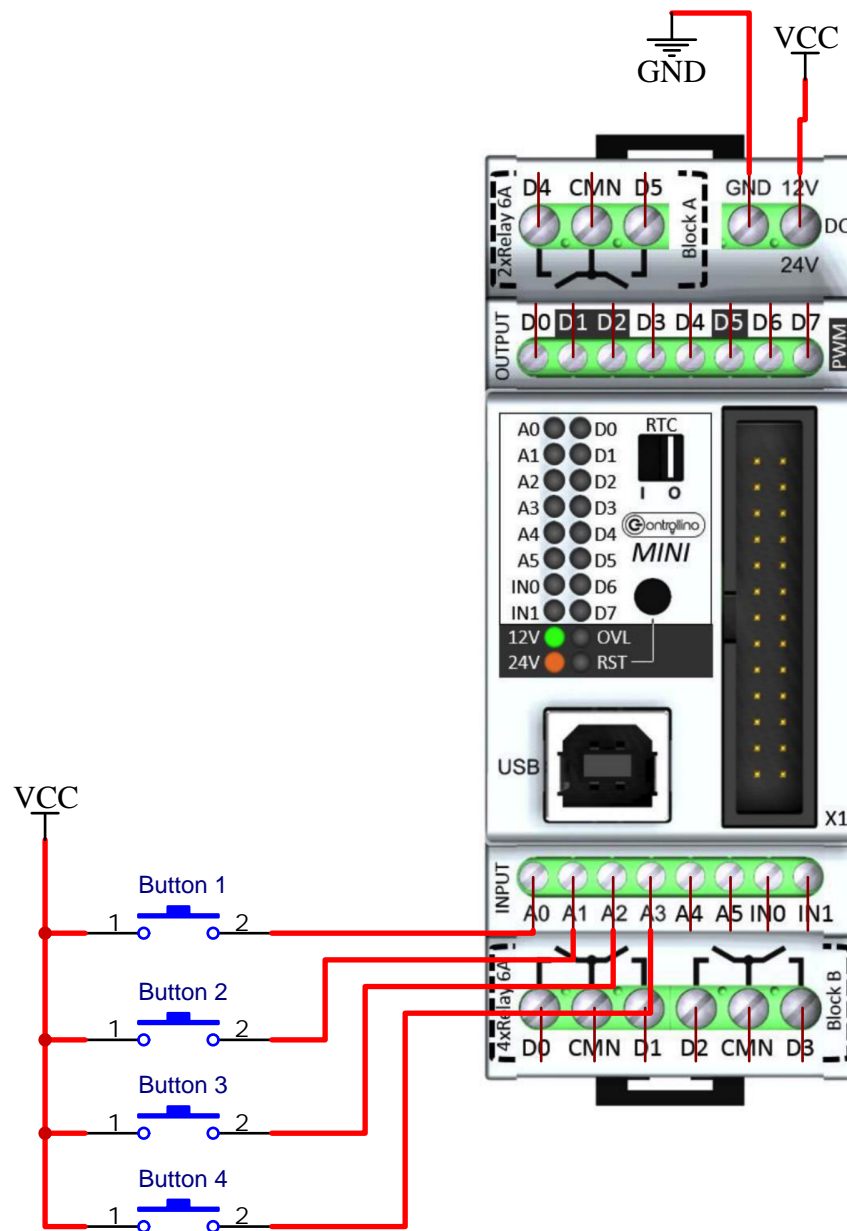 GND
VCC
2xRelay 6A
D4 CMN D5
Block A
GND 12V
DC
24V
OUTPUT
D0 D1 D2 D3 D4 D5 D6 D7
PWM
A0 D0
A1 D1
A2 D2
A3 D3
A4 D4
A5 D5
IN0 D6
IN1 D7
12V OVL
24V RST
RTC
I O
Controllino
MINI
USB
X1
VCC
INPUT
A0 A1 A2 A3 A4 A5 IN0 IN1
4xRelay 6A
D0 CMN D1 D2 CMN D3
Block B
Button 1
1 2
Button 2
1 2
Button 3
1 2
Button 4
1 2